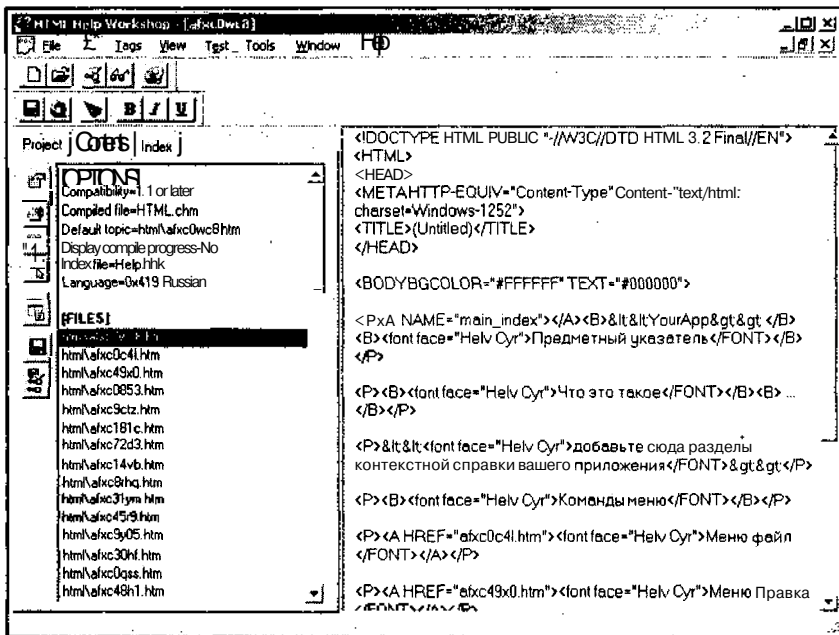 HTML Help Workshop - [afxc0wc8]
File Tags View Test Tools Window Help
B I U
Project Contents Index
[OPTIONS]
Compatibility=1.1 or later
Compiled file=HTML.chm
Default topic=html\afxc0wc8.htm
Display compile progress=No
Index file=Help.hhk
Language=0x419 Russian
[FILES]
html\afxc0c4l.htm
html\afxc49x0.htm
html\afxc0853.htm
html\afxc9ctz.htm
html\afxc181c.htm
html\afxc72d3.htm
html\afxc14vb.htm
html\afxc8rhq.htm
html\afxc31ym.htm
html\afxc45r9.htm
html\afxc9y05.htm
html\afxc30hf.htm
html\afxc0qss.htm
html\afxc48h1.htm
<!DOCTYPE HTML PUBLIC "-//W3C//DTD HTML 3.2 Final//EN">
<HTML>
<HEAD>
<METAHTTP-EQUIV="Content-Type"Content-"text/html:
charset=Windows-1252">
<TITLE>(Untitled)</TITLE>
</HEAD>
<BODYBGCOLOR="#FFFFFF" TEXT="#000000">
<PxA NAME="main_index"></A><B>&lt&ltYourApp&gt&gt </B>
<B><font face="Helv Cyr">Предметный указатель</FONT></B>
</P>
<P><B><font face="Helv Cyr">Что это такое</FONT></B><B> ...
</B></P>
<P>&lt&lt<font face="Helv Cyr">добавьте сюда разделы
контекстной справки вашего приложения</FONT>&gt&gt</P>
<P><B><font face="Helv Cyr">Команды меню</FONT></B></P>
<P><A HREF="afxc0c4l.htm"><font face="Helv Cyr">Меню файл
</FONT></A></P>
<P><A HREF="afxc49x0.htm"><font face="Helv Cyr">Меню Правка
</FONT></A></P>